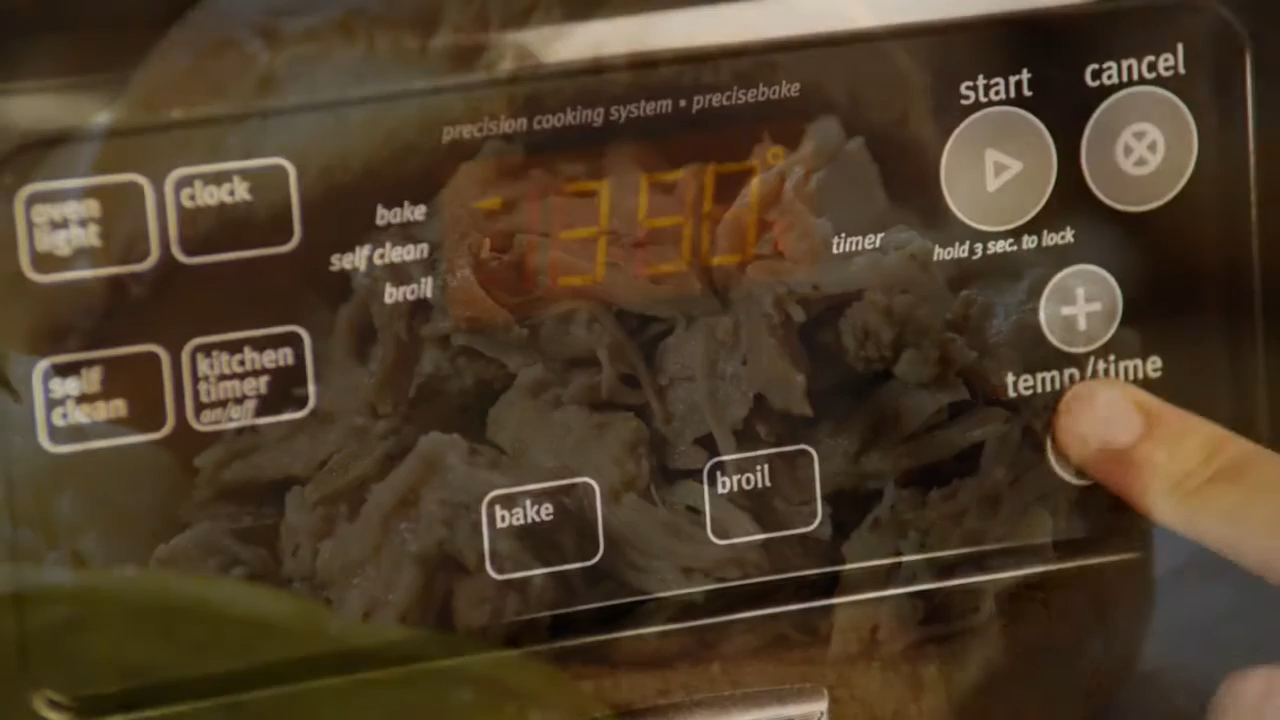 precision cooking system • precisebake
start
cancel
oven
light
clock
bake
self clean
broil
timer
hold 3 sec. to lock
self
clean
kitchen
timer
on/off
temp/time
bake
broil